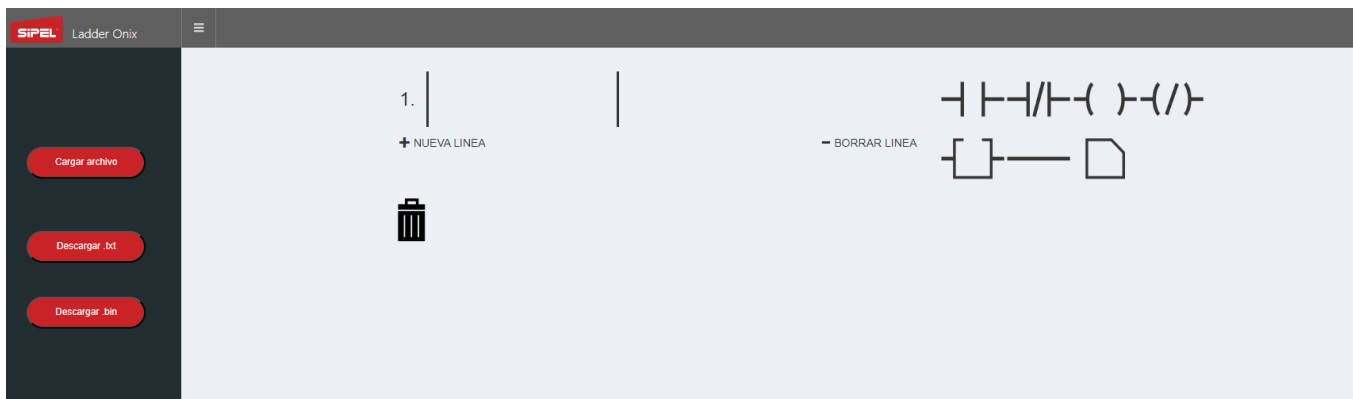 SiPEL Ladder Onix
1.
+ NUEVA LINEA
- BORRAR LINEA
Cargar archivo
Descargar .txt
Descargar .bin